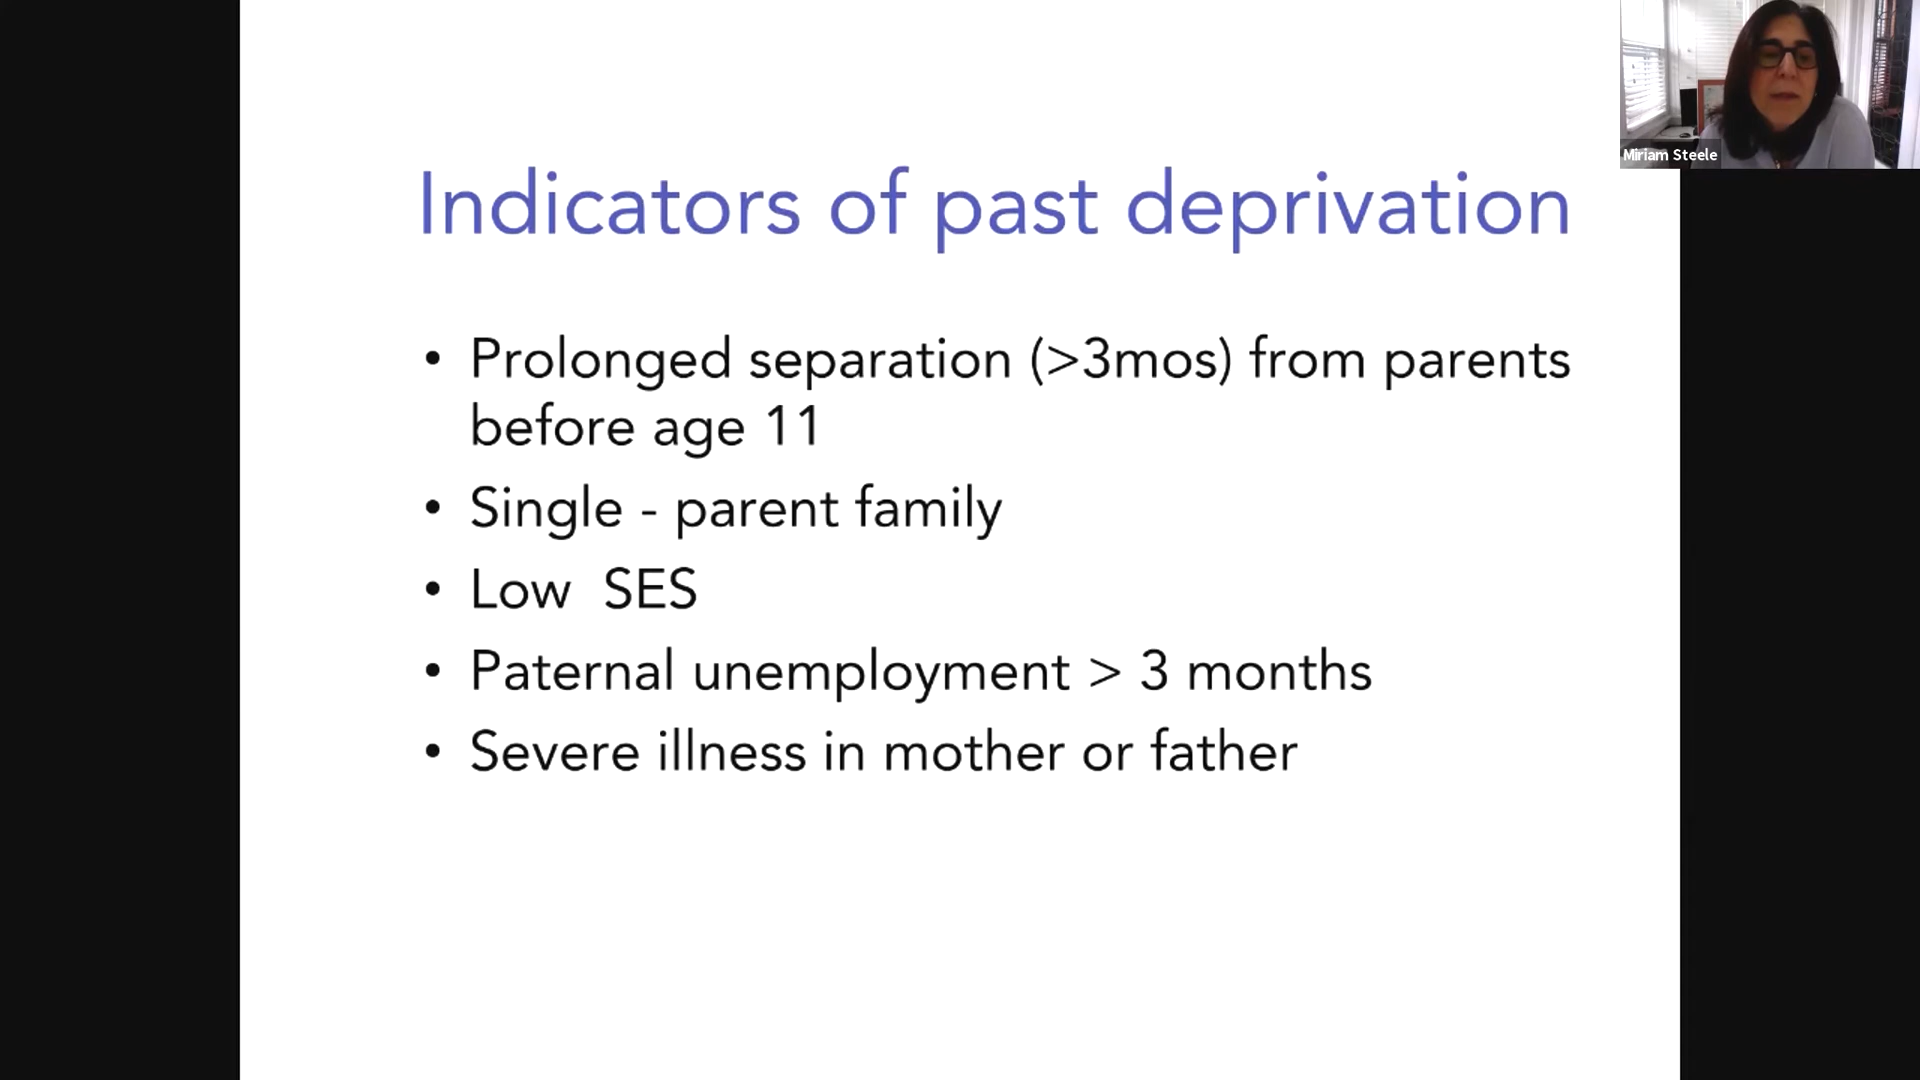 Miriam Steele
Indicators of past deprivation
• Prolonged separation (>3mos) from parents
before age 11
• Single - parent family
• Low  SES
• Paternal unemployment > 3 months
• Severe illness in mother or father